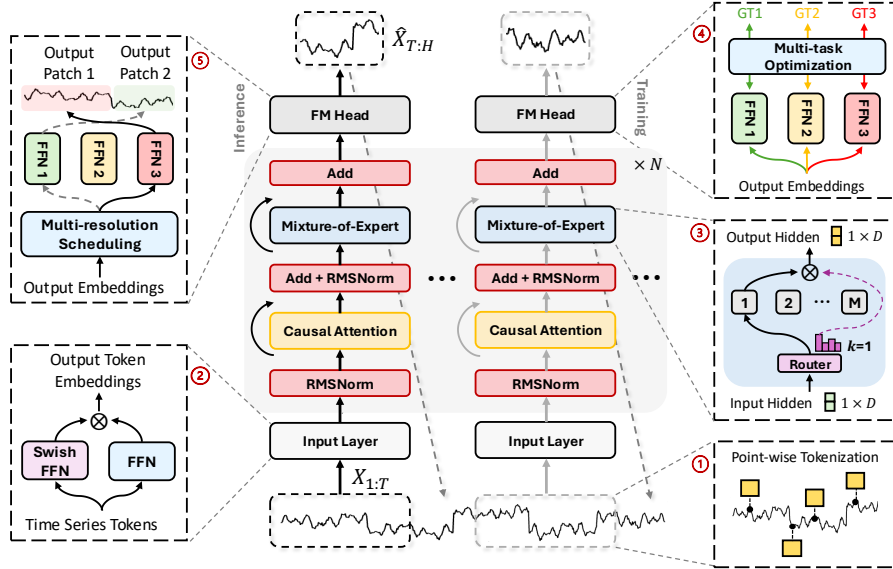 Output
Patch 1
Output
Patch 2
⑤
FFN1
FFN 2
FFN 3
Multi-resolution
Scheduling
Output Embeddings
Output Token
Embeddings
②
⊗
Swish
FFN
FFN
Time Series Tokens
X̂_{T:H}
Inference
FM Head
Add
Mixture-of-Expert
Add + RMSNorm
Causal Attention
RMSNorm
Input Layer
X_{1:T}
Training
FM Head
× N
Add
Mixture-of-Expert
Add + RMSNorm
Causal Attention
RMSNorm
Input Layer
•••
•••
④
GT1 GT2 GT3
Multi-task
Optimization
FFN 1
FFN 2
FFN 3
Output Embeddings
③
Output Hidden 1 × D
⊗
1 2 ··· M
k=1
Router
Input Hidden 1 × D
①
Point-wise Tokenization